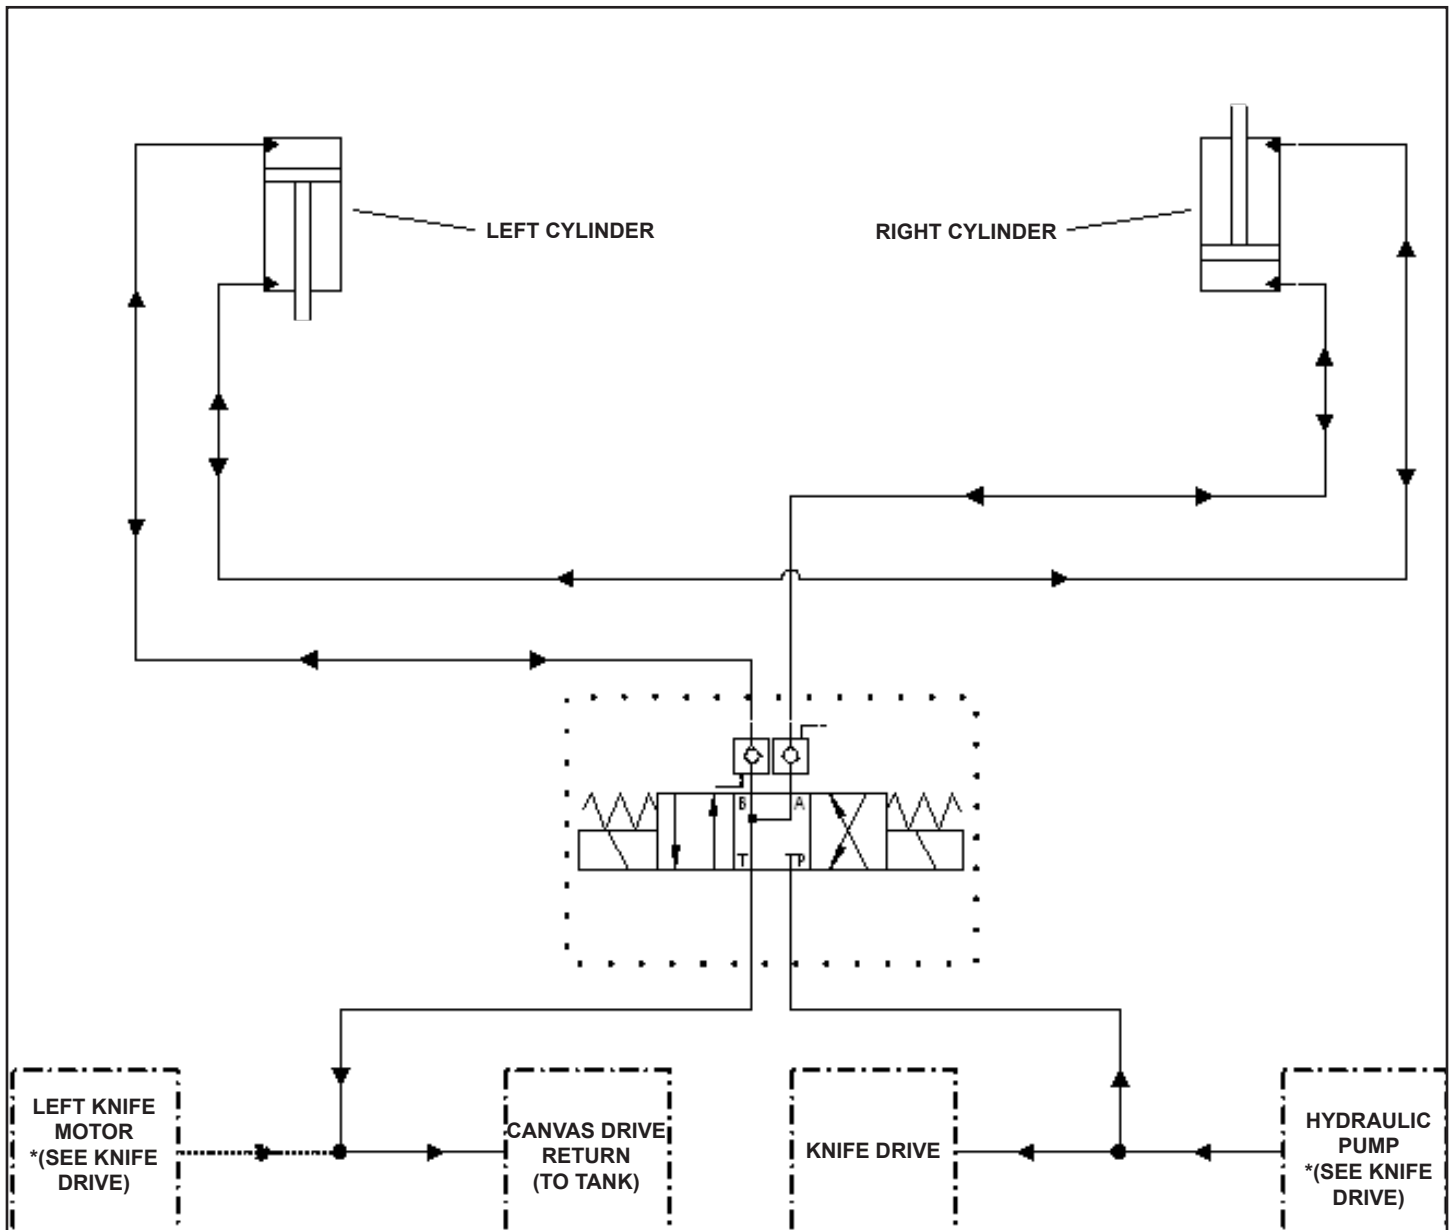 LEFT CYLINDER
RIGHT CYLINDER
B A
T P
LEFT KNIFE
MOTOR
*(SEE KNIFE
DRIVE)
CANVAS DRIVE
RETURN
(TO TANK)
KNIFE DRIVE
HYDRAULIC
PUMP
*(SEE KNIFE
DRIVE)